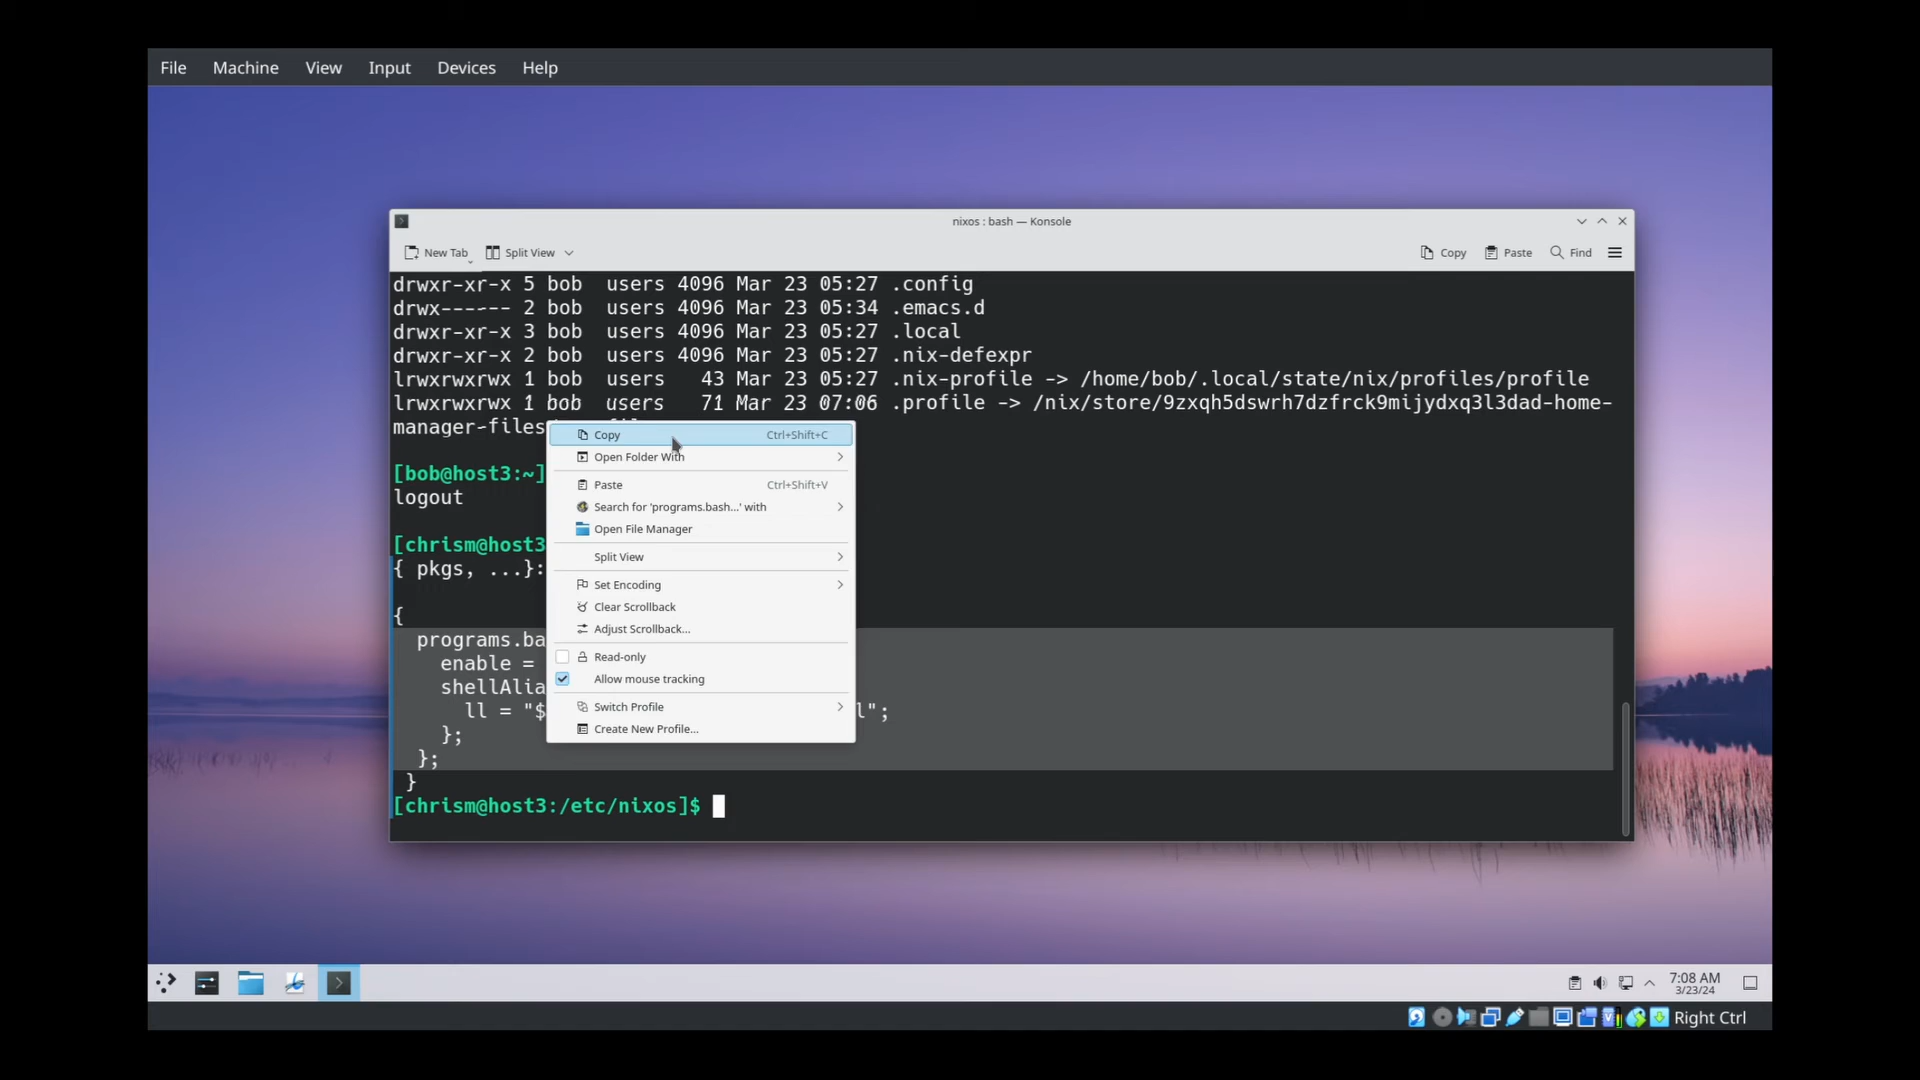 File Machine View Input Devices Help
nixos : bash — Konsole
New Tab Split View Copy Paste Find
drwxr-xr-x 5 bob users 4096 Mar 23 05:27 .config
drwx------ 2 bob users 4096 Mar 23 05:34 .emacs.d
drwxr-xr-x 3 bob users 4096 Mar 23 05:27 .local
drwxr-xr-x 2 bob users 4096 Mar 23 05:27 .nix-defexpr
lrwxrwxrwx 1 bob users 43 Mar 23 05:27 .nix-profile -> /home/bob/.local/state/nix/profiles/profile
lrwxrwxrwx 1 bob users 71 Mar 23 07:06 .profile -> /nix/store/9zxqh5dswrh7dzfrck9mijydxq3l3dad-home-
manager-files
[bob@host3:~]
logout
[chrism@host3
{ pkgs, ...}:
{
programs.ba
enable =
shellAlia
ll = "$ l";
};
};
}
[chrism@host3:/etc/nixos]$
Copy Ctrl+Shift+C
Open Folder With
Paste Ctrl+Shift+V
Search for 'programs.bash...' with
Open File Manager
Split View
Set Encoding
Clear Scrollback
Adjust Scrollback...
Read-only
Allow mouse tracking
Switch Profile
Create New Profile...
7:08 AM
3/23/24
Right Ctrl